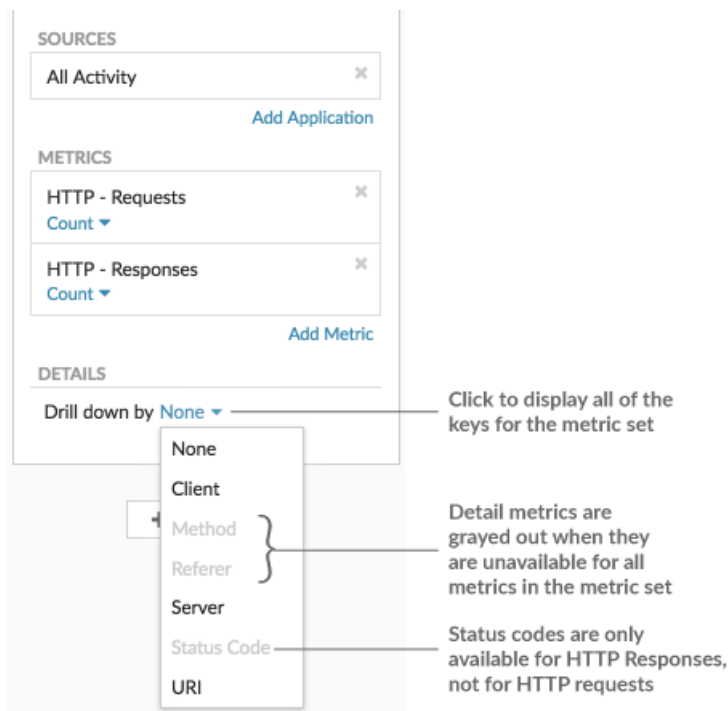 SOURCES
All Activity
Add Application
METRICS
HTTP - Requests
Count
HTTP - Responses
Count
Add Metric
DETAILS
Drill down by None
None
Client
Method
Referer
Server
Status Code
URI
Click to display all of the
keys for the metric set
Detail metrics are
grayed out when they
are unavailable for all
metrics in the metric set
Status codes are only
available for HTTP Responses,
not for HTTP requests